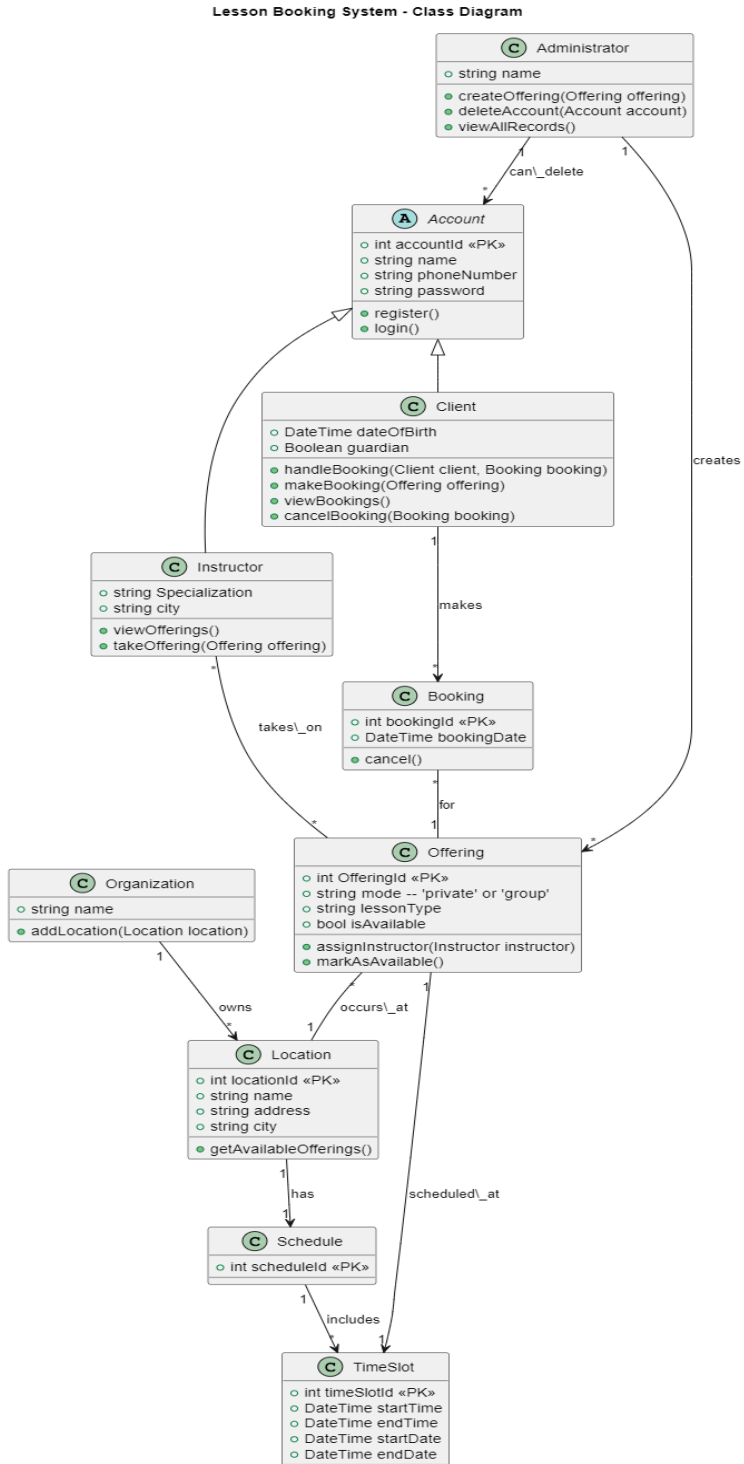 Lesson Booking System - Class Diagram
C Administrator
string name
createOffering(Offering offering)
deleteAccount(Account account)
viewAllRecords()
1
1
can\_delete
*
A Account
int accountId «PK»
string name
string phoneNumber
string password
register()
login()
C Client
DateTime dateOfBirth
Boolean guardian
handleBooking(Client client, Booking booking)
makeBooking(Offering offering)
viewBookings()
cancelBooking(Booking booking)
creates
1
C Instructor
string Specialization
string city
viewOfferings()
takeOffering(Offering offering)
makes
*
*
C Booking
int bookingId «PK»
DateTime bookingDate
cancel()
takes\_on
*
for
*
1
*
C Offering
int OfferingId «PK»
string mode -- 'private' or 'group'
string lessonType
bool isAvailable
assignInstructor(Instructor instructor)
markAsAvailable()
C Organization
string name
addLocation(Location location)
1
*
1
owns
occurs\_at
*
1
C Location
int locationId «PK»
string name
string address
string city
getAvailableOfferings()
1
has
scheduled\_at
1
C Schedule
int scheduleId «PK»
1
includes
*
1
C TimeSlot
int timeSlotId «PK»
DateTime startTime
DateTime endTime
DateTime startDate
DateTime endDate